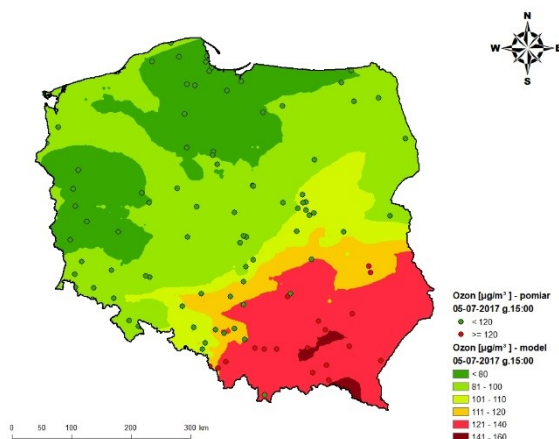 N
W
E
S
Ozon [µg/m³ ] - pomiar
05-07-2017 g.15:00
< 120
>= 120
Ozon [µg/m³ ] - model
05-07-2017 g.15:00
< 80
81 - 100
101 - 110
111 - 120
121 - 140
141 - 160
0 50 100 200 300 km